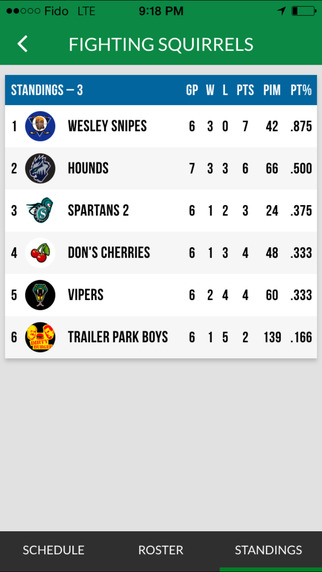 Fido LTE 9:18 PM
FIGHTING SQUIRRELS
STANDINGS – 3 GP W L PTS PIM PT%
1 WESLEY SNIPES 6 3 0 7 42 .875
2 HOUNDS 7 3 3 6 66 .500
3 SPARTANS 2 6 1 2 3 24 .375
4 DON'S CHERRIES 6 1 3 4 48 .333
5 VIPERS 6 2 4 4 60 .333
6 TRAILER PARK BOYS 6 1 5 2 139 .166
SCHEDULE ROSTER STANDINGS